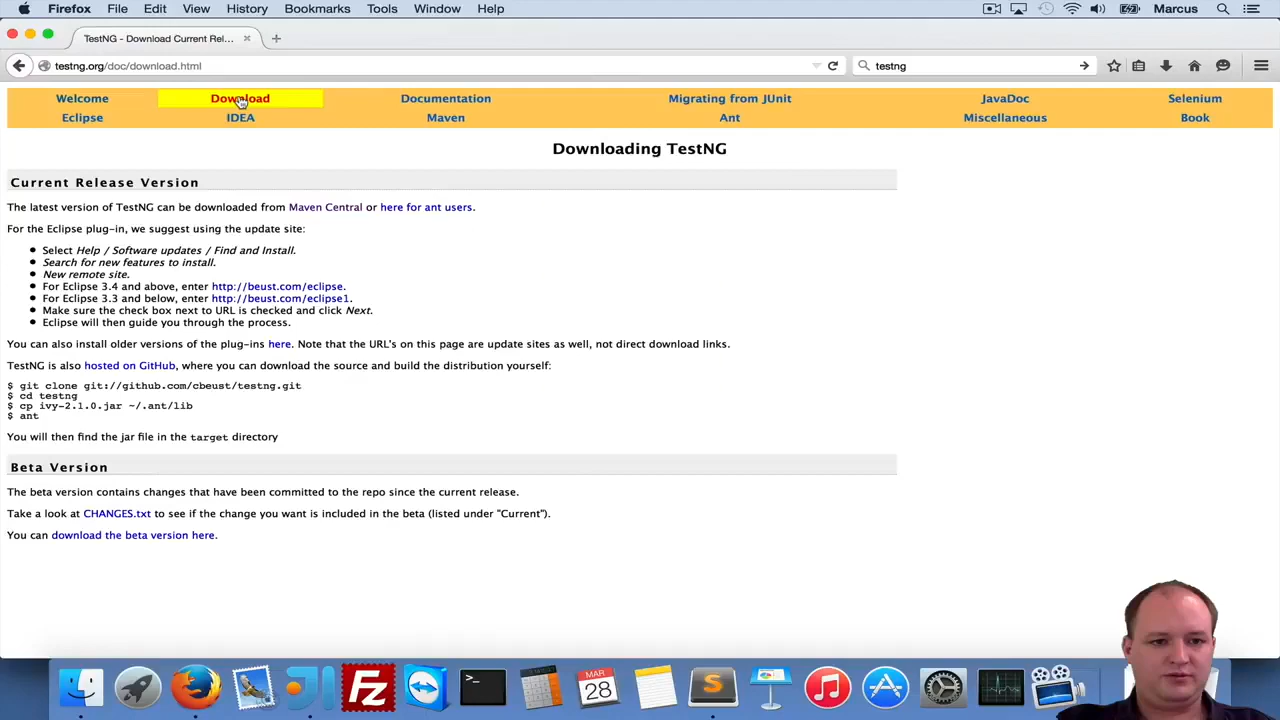 Firefox File Edit View History Bookmarks Tools Window Help Marcus
TestNG - Download Current Rel...
testng.org/doc/download.html
testng
Welcome Download Documentation Migrating from JUnit JavaDoc Selenium
Eclipse IDEA Maven Ant Miscellaneous Book
Downloading TestNG
Current Release Version
The latest version of TestNG can be downloaded from Maven Central or here for ant users.
For the Eclipse plug-in, we suggest using the update site:
Select Help / Software updates / Find and Install.
Search for new features to install.
New remote site.
For Eclipse 3.4 and above, enter http://beust.com/eclipse.
For Eclipse 3.3 and below, enter http://beust.com/eclipse1.
Make sure the check box next to URL is checked and click Next.
Eclipse will then guide you through the process.
You can also install older versions of the plug-ins here. Note that the URL's on this page are update sites as well, not direct download links.
TestNG is also hosted on GitHub, where you can download the source and build the distribution yourself:
$ git clone git://github.com/cbeust/testng.git
$ cd testng
$ cp ivy-2.1.0.jar ~/.ant/lib
$ ant
You will then find the jar file in the target directory
Beta Version
The beta version contains changes that have been committed to the repo since the current release.
Take a look at CHANGES.txt to see if the change you want is included in the beta (listed under "Current").
You can download the beta version here.
Fz
>_
MAR
28
S